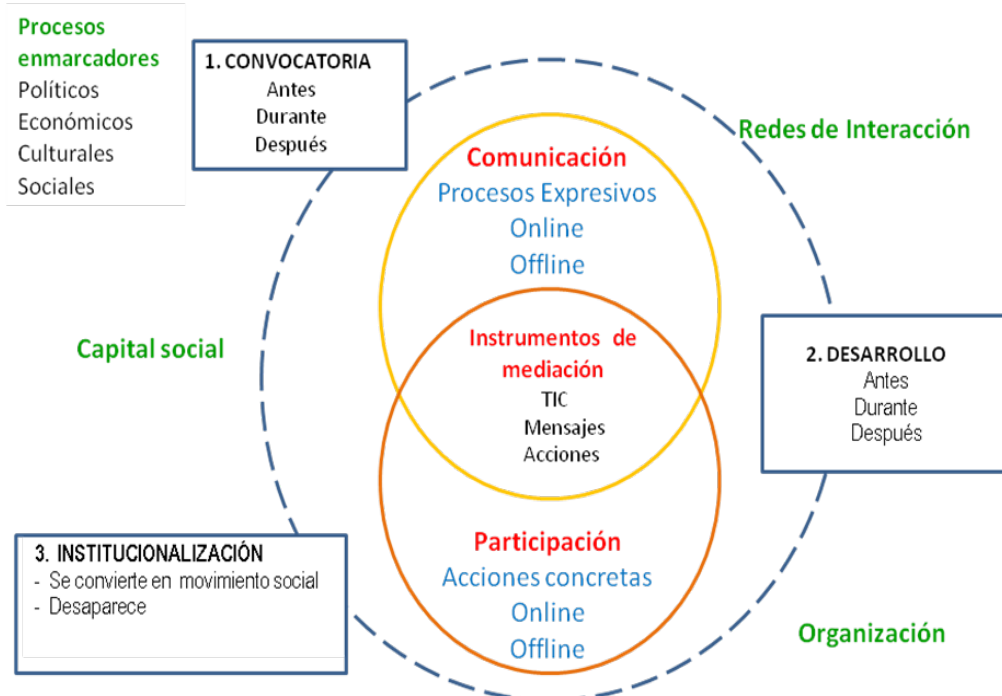 Procesos
enmarcadores
Políticos
Económicos
Culturales
Sociales
1. CONVOCATORIA
Antes
Durante
Después
Redes de Interacción
Comunicación
Procesos Expresivos
Online
Offline
Capital social
Instrumentos de
mediación
TIC
Mensajes
Acciones
2. DESARROLLO
Antes
Durante
Después
3. INSTITUCIONALIZACIÓN
- Se convierte en movimiento social
- Desaparece
Participación
Acciones concretas
Online
Offline
Organización